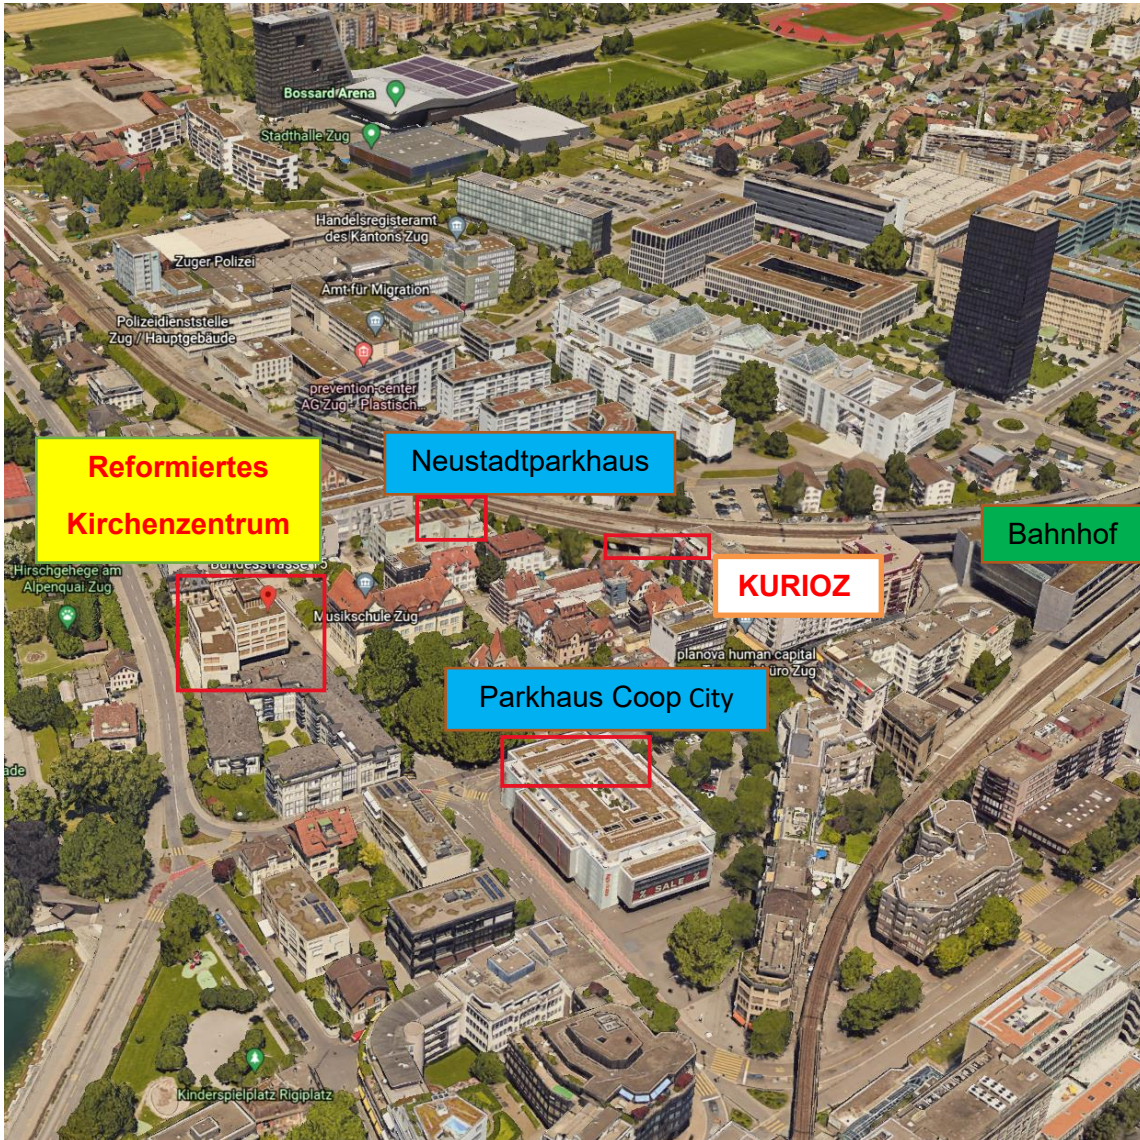 Bossard Arena
Stadthalle Zug
Handelsregisteramt
des Kantons Zug
Zuger Polizei
Amt für Migration
Polizeidienststelle
Zug / Hauptgebäude
prevention-center
AG Zug - Plastisch...
Reformiertes
Kirchenzentrum
Neustadtparkhaus
Bahnhof
Hirschgehege am
Alpenquai Zug
Bundesstrasse 15
KURIOZ
Musikschule Zug
planova human capital
üro Zug
Parkhaus Coop City
ade
SALE
Kinderspielplatz Rigiplatz